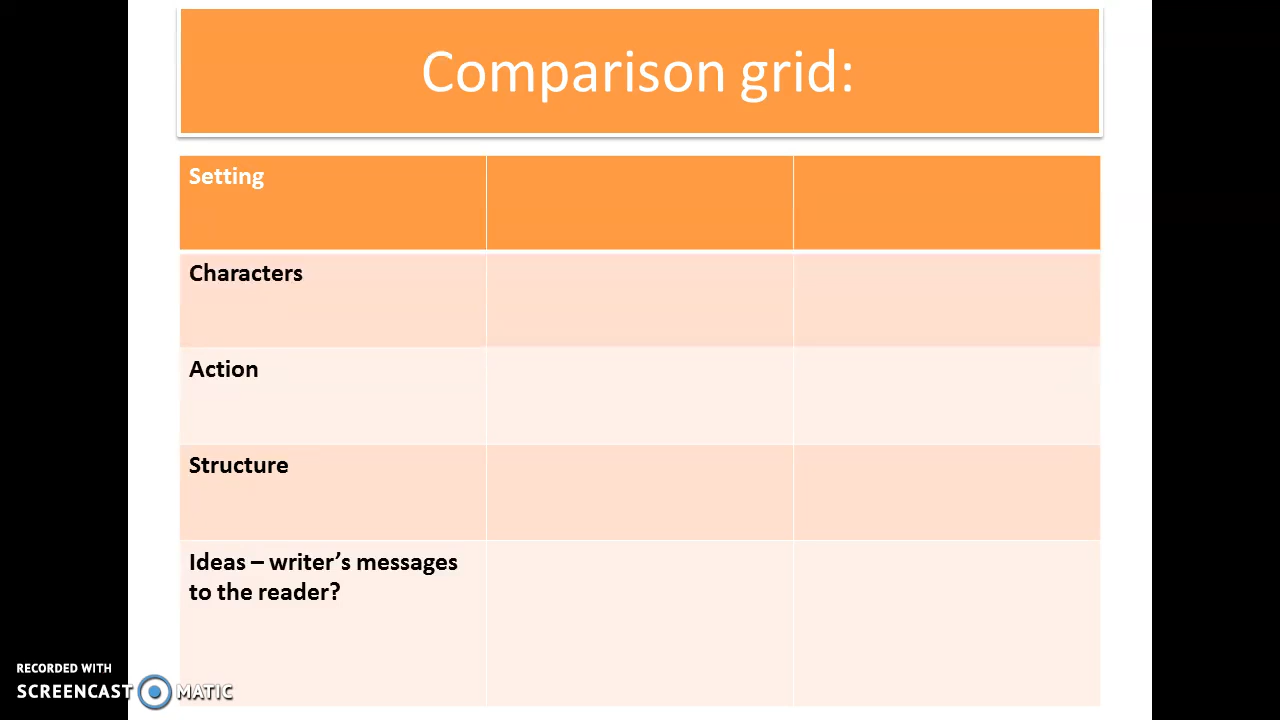 Comparison grid:
Setting
Characters
Action
Structure
Ideas – writer’s messages
to the reader?
RECORDED WITH
SCREENCAST MATIC